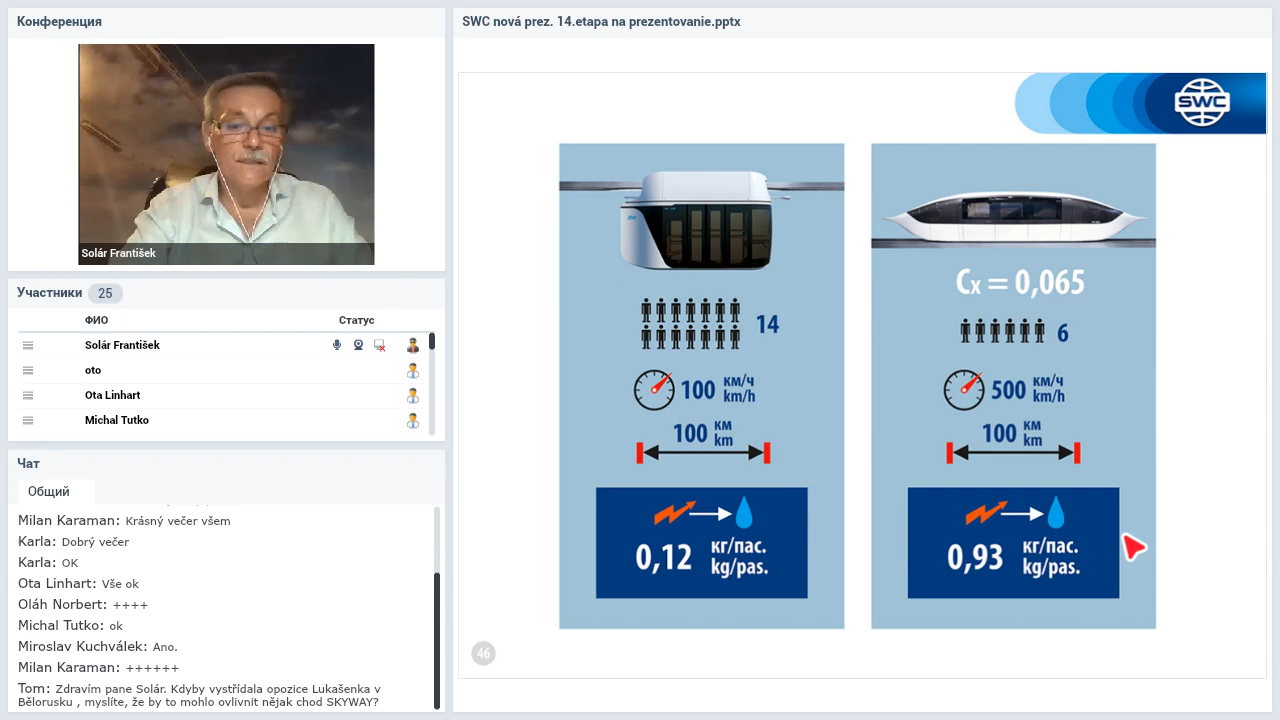 Конференция
Solár František
Участники 25
ФИО Статус
Solár František
oto
Ota Linhart
Michal Tutko
Чат
Общий
Milan Karaman: Krásný večer všem
Karla: Dobrý večer
Karla: OK
Ota Linhart: Vše ok
Oláh Norbert: ++++
Michal Tutko: ok
Miroslav Kuchválek: Ano.
Milan Karaman: ++++++
Tom: Zdravím pane Solár. Kdyby vystřídala opozice Lukašenka v
Bělorusku , myslíte, že by to mohlo ovlivnit nějak chod SKYWAY?
SWC nová prez. 14.etapa na prezentovanie.pptx
SWC
14
100 км/ч
km/h
100 км
km
0,12 кг/пас.
kg/pas.
Cx = 0,065
6
500 км/ч
km/h
100 км
km
0,93 кг/пас.
kg/pas.
46